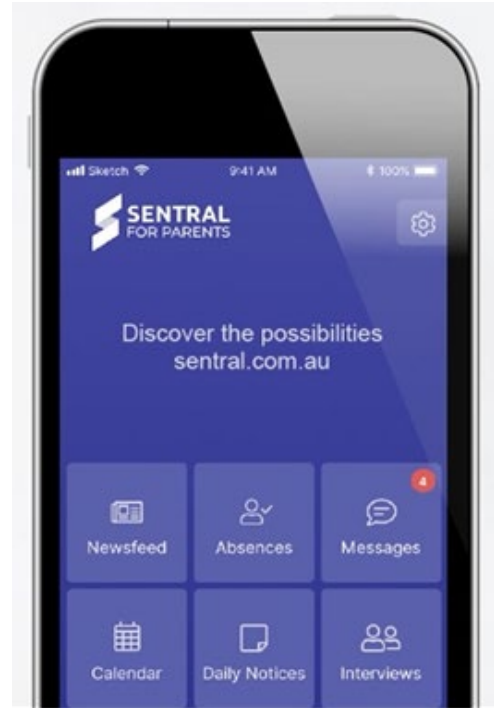 Sketch 9:41 AM 100%
SENTRAL
FOR PARENTS
Discover the possibilities
sentral.com.au
4
Newsfeed Absences Messages
Calendar Daily Notices Interviews